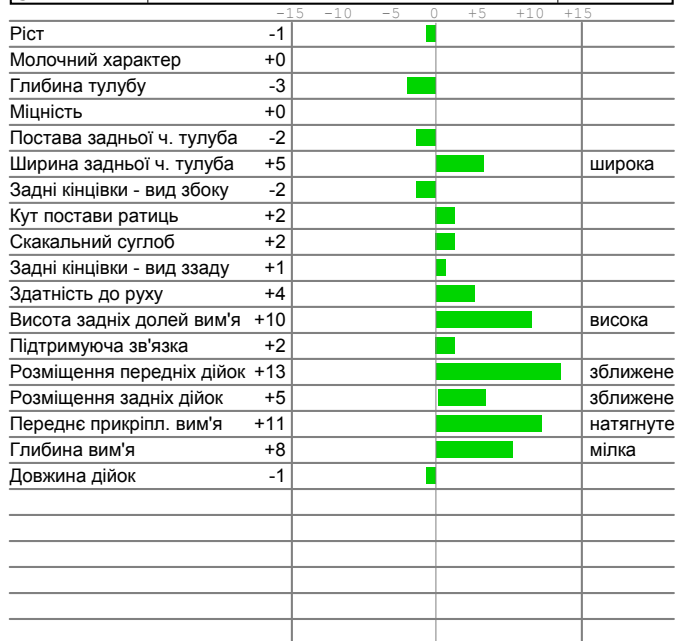 -15 -10 -5 0 +5 +10 +15
Ріст -1
Молочний характер +0
Глибина тулубу -3
Міцність +0
Постава задньої ч. тулуба -2
Ширина задньої ч. тулуба +5 широка
Задні кінцівки - вид збоку -2
Кут постави ратиць +2
Скакальний суглоб +2
Задні кінцівки - вид ззаду +1
Здатність до руху +4
Висота задніх долей вим'я +10 висока
Підтримуюча зв'язка +2
Розміщення передніх дійок +13 зближене
Розміщення задніх дійок +5 зближене
Переднє прикріпл. вим'я +11 натягнуте
Глибина вим'я +8 мілка
Довжина дійок -1